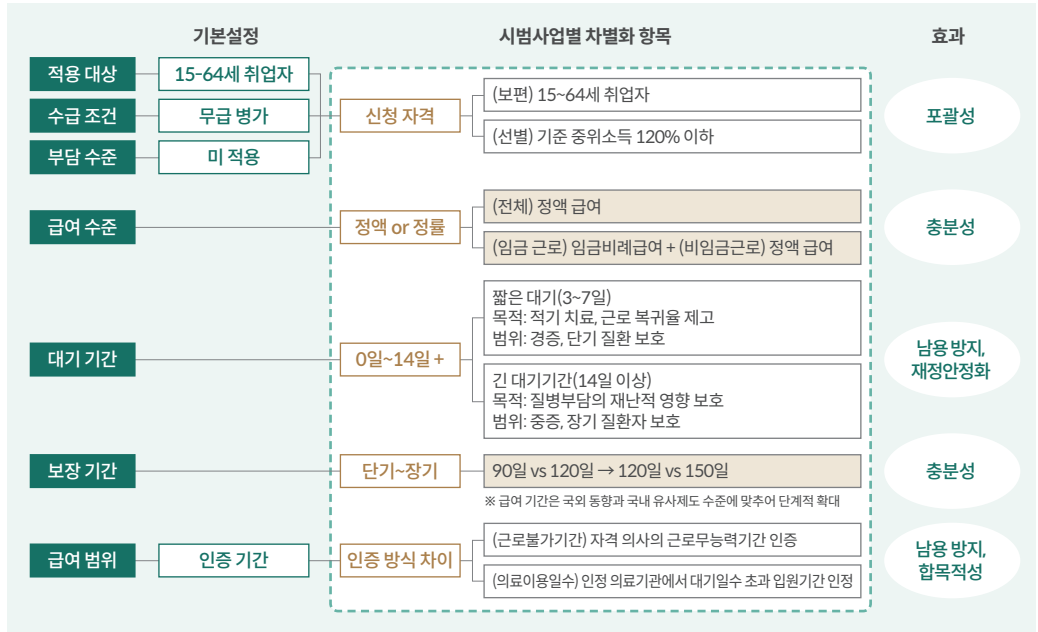 기본설정
시범사업별 차별화 항목
효과
적용 대상
15-64세 취업자
수급 조건
무급 병가
부담 수준
미 적용
신청 자격
(보편) 15~64세 취업자
(선별) 기준 중위소득 120% 이하
포괄성
급여 수준
정액 or 정률
(전체) 정액 급여
(임금 근로) 임금비례급여 + (비임금근로) 정액 급여
충분성
대기 기간
0일~14일 +
짧은 대기(3~7일)
목적: 적기 치료, 근로 복귀율 제고
범위: 경증, 단기 질환 보호
긴 대기기간(14일 이상)
목적: 질병부담의 재난적 영향 보호
범위: 중증, 장기 질환자 보호
남용 방지,
재정안정화
보장 기간
단기~장기
90일 vs 120일 → 120일 vs 150일
※ 급여 기간은 국외 동향과 국내 유사제도 수준에 맞추어 단계적 확대
충분성
급여 범위
인증 기간
인증 방식 차이
(근로불가기간) 자격 의사의 근로무능력기간 인증
(의료이용일수) 인정 의료기관에서 대기일수 초과 입원기간 인정
남용 방지,
합목적성